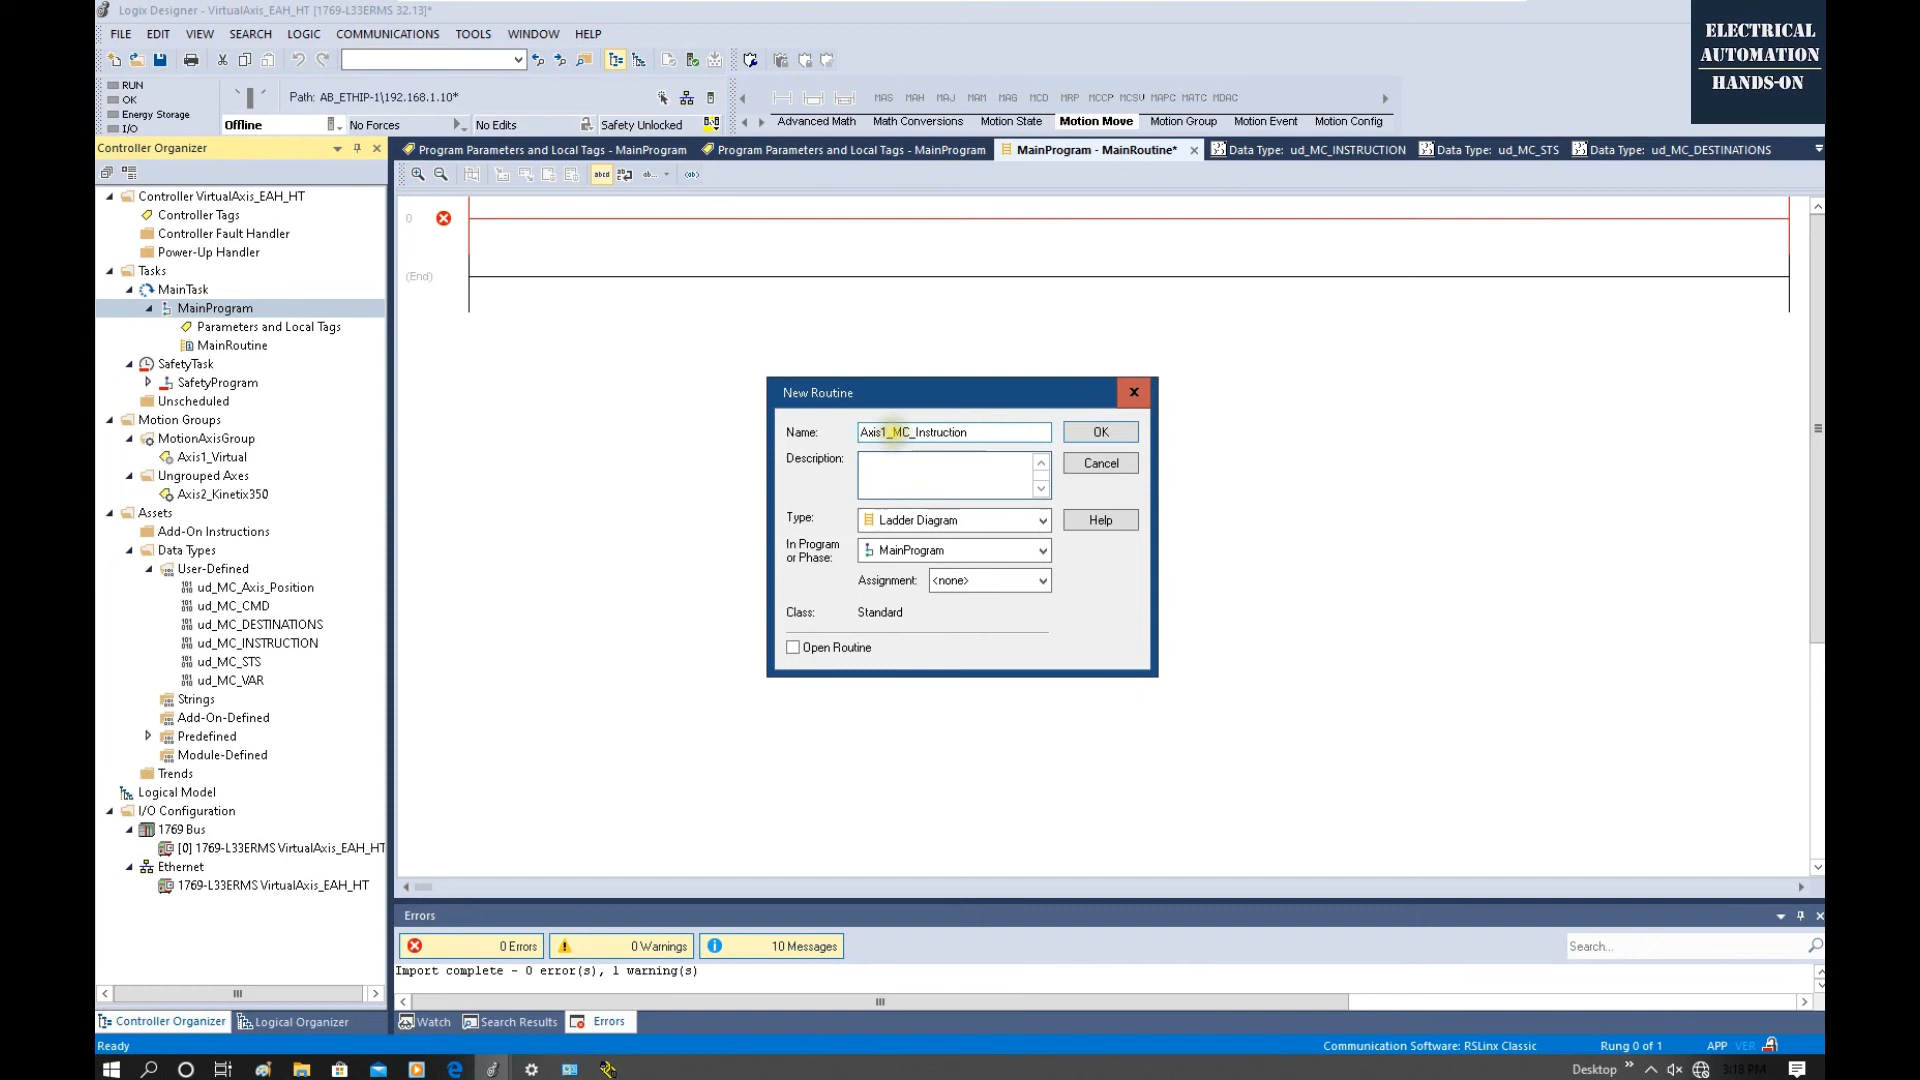 Logix Designer - VirtualAxis_EAH_HT [1769-L33ERMS 32.13]*
ELECTRICAL
AUTOMATION
HANDS-ON
FILE EDIT VIEW SEARCH LOGIC COMMUNICATIONS TOOLS WINDOW HELP
RUN
OK
Energy Storage
I/O
Path: AB_ETHIP-1\192.168.1.10*
Offline
No Forces
No Edits
Safety Unlocked
MAS MAH MAJ MAM MAG MCD MRP MCCP MCSV MAPC MATC MDAC
Advanced Math Math Conversions Motion State Motion Move Motion Group Motion Event Motion Config
Controller Organizer
Program Parameters and Local Tags - MainProgram
Program Parameters and Local Tags - MainProgram
MainProgram - MainRoutine*
Data Type: ud_MC_INSTRUCTION
Data Type: ud_MC_STS
Data Type: ud_MC_DESTINATIONS
Controller VirtualAxis_EAH_HT
Controller Tags
Controller Fault Handler
Power-Up Handler
Tasks
MainTask
MainProgram
Parameters and Local Tags
MainRoutine
SafetyTask
SafetyProgram
Unscheduled
Motion Groups
MotionAxisGroup
Axis1_Virtual
Ungrouped Axes
Axis2_Kinetix350
Assets
Add-On Instructions
Data Types
User-Defined
ud_MC_Axis_Position
ud_MC_CMD
ud_MC_DESTINATIONS
ud_MC_INSTRUCTION
ud_MC_STS
ud_MC_VAR
Strings
Add-On-Defined
Predefined
Module-Defined
Trends
Logical Model
I/O Configuration
1769 Bus
[0] 1769-L33ERMS VirtualAxis_EAH_HT
Ethernet
1769-L33ERMS VirtualAxis_EAH_HT
Controller Organizer
Logical Organizer
abcd
ab
c
ab...
<ab>
0
(End)
New Routine
Name: Axis1_MC_Instruction
OK
Description:
Cancel
Type: Ladder Diagram
Help
In Program
or Phase:
MainProgram
Assignment: <none>
Class: Standard
Open Routine
Errors
0 Errors
0 Warnings
10 Messages
Search...
Import complete - 0 error(s), 1 warning(s)
Watch
Search Results
Errors
Ready
Communication Software: RSLinx Classic
Rung 0 of 1
APP VER
Desktop
3:18 PM